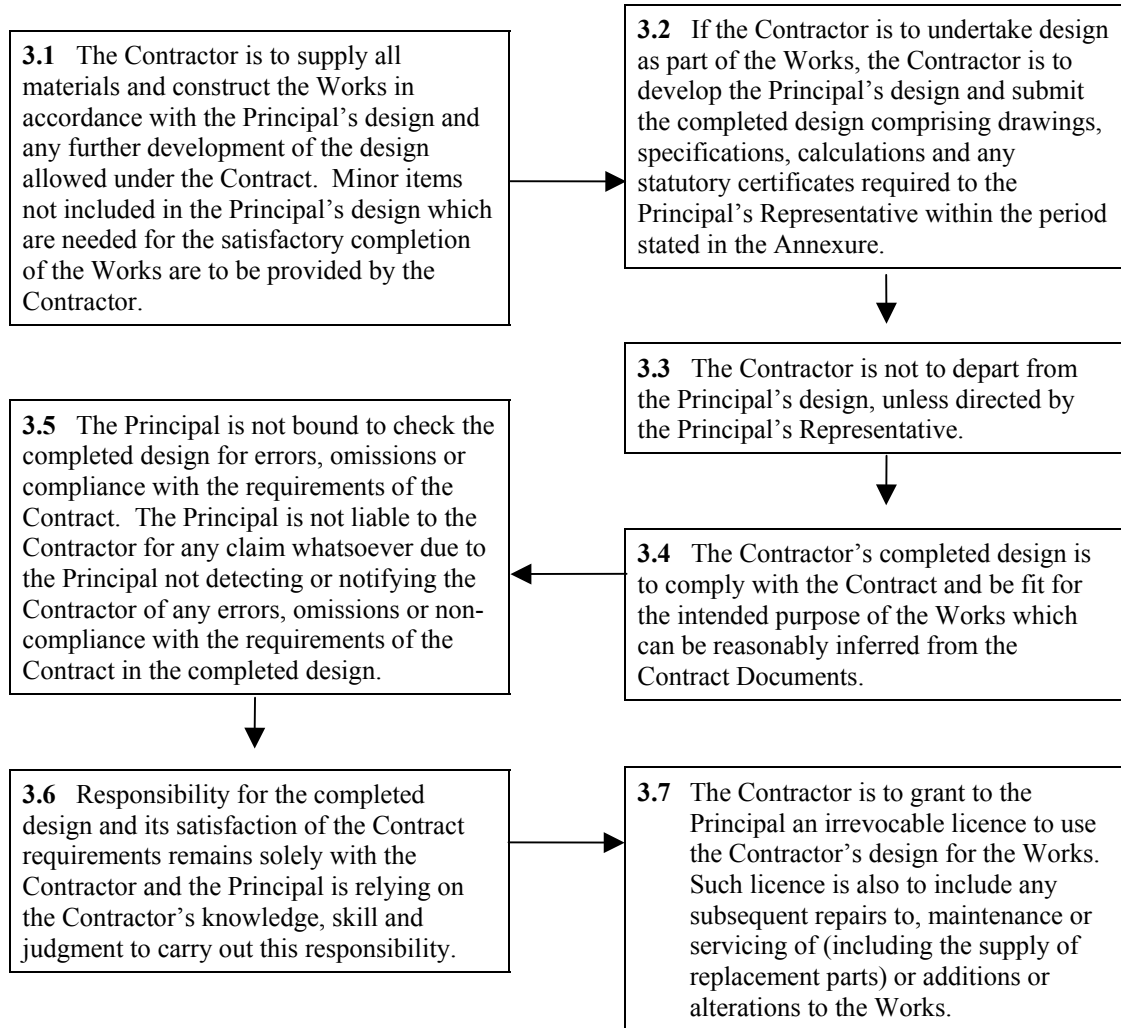 3.1 The Contractor is to supply all
materials and construct the Works in
accordance with the Principal’s design and
any further development of the design
allowed under the Contract. Minor items
not included in the Principal’s design which
are needed for the satisfactory completion
of the Works are to be provided by the
Contractor.
3.2 If the Contractor is to undertake design
as part of the Works, the Contractor is to
develop the Principal’s design and submit
the completed design comprising drawings,
specifications, calculations and any
statutory certificates required to the
Principal’s Representative within the period
stated in the Annexure.
3.3 The Contractor is not to depart from
the Principal’s design, unless directed by
the Principal’s Representative.
3.4 The Contractor’s completed design is
to comply with the Contract and be fit for
the intended purpose of the Works which
can be reasonably inferred from the
Contract Documents.
3.5 The Principal is not bound to check the
completed design for errors, omissions or
compliance with the requirements of the
Contract. The Principal is not liable to the
Contractor for any claim whatsoever due to
the Principal not detecting or notifying the
Contractor of any errors, omissions or non-
compliance with the requirements of the
Contract in the completed design.
3.6 Responsibility for the completed
design and its satisfaction of the Contract
requirements remains solely with the
Contractor and the Principal is relying on
the Contractor’s knowledge, skill and
judgment to carry out this responsibility.
3.7 The Contractor is to grant to the
Principal an irrevocable licence to use
the Contractor’s design for the Works.
Such licence is also to include any
subsequent repairs to, maintenance or
servicing of (including the supply of
replacement parts) or additions or
alterations to the Works.